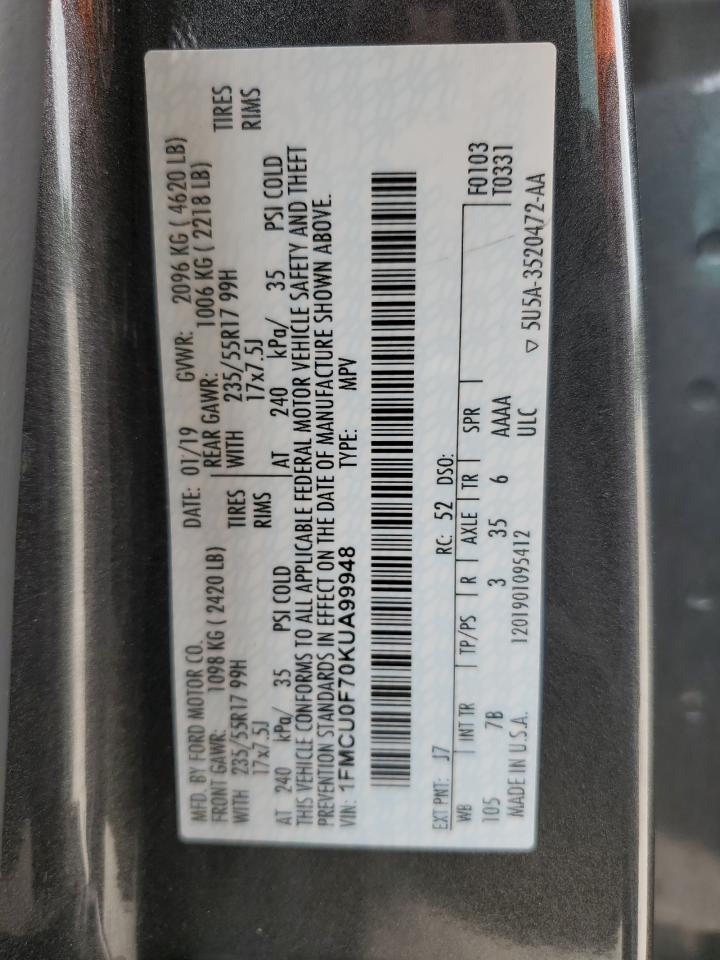 MFD. BY FORD MOTOR CO. DATE: 01/19 GVWR: 2096 KG ( 4620 LB)
FRONT GAWR: 1098 KG ( 2420 LB) REAR GAWR: 1006 KG ( 2218 LB)
WITH 235/55R17 99H TIRES WITH 235/55R17 99H TIRES
17x7.5J RIMS 17x7.5J RIMS
AT 240 kPa/ 35 PSI COLD AT 240 kPa/ 35 PSI COLD
THIS VEHICLE CONFORMS TO ALL APPLICABLE FEDERAL MOTOR VEHICLE SAFETY AND THEFT
PREVENTION STANDARDS IN EFFECT ON THE DATE OF MANUFACTURE SHOWN ABOVE.
VIN: 1FMCU0F70KUA99948 TYPE: MPV
EXT PNT: J7 RC: 52 DSO:
WB INT TR TP/PS R AXLE TR SPR F0103
105 7B 3 35 6 AAAA T0331
MADE IN U.S.A. 1201901095412 ULC
▽ 5U5A-3520472-AA